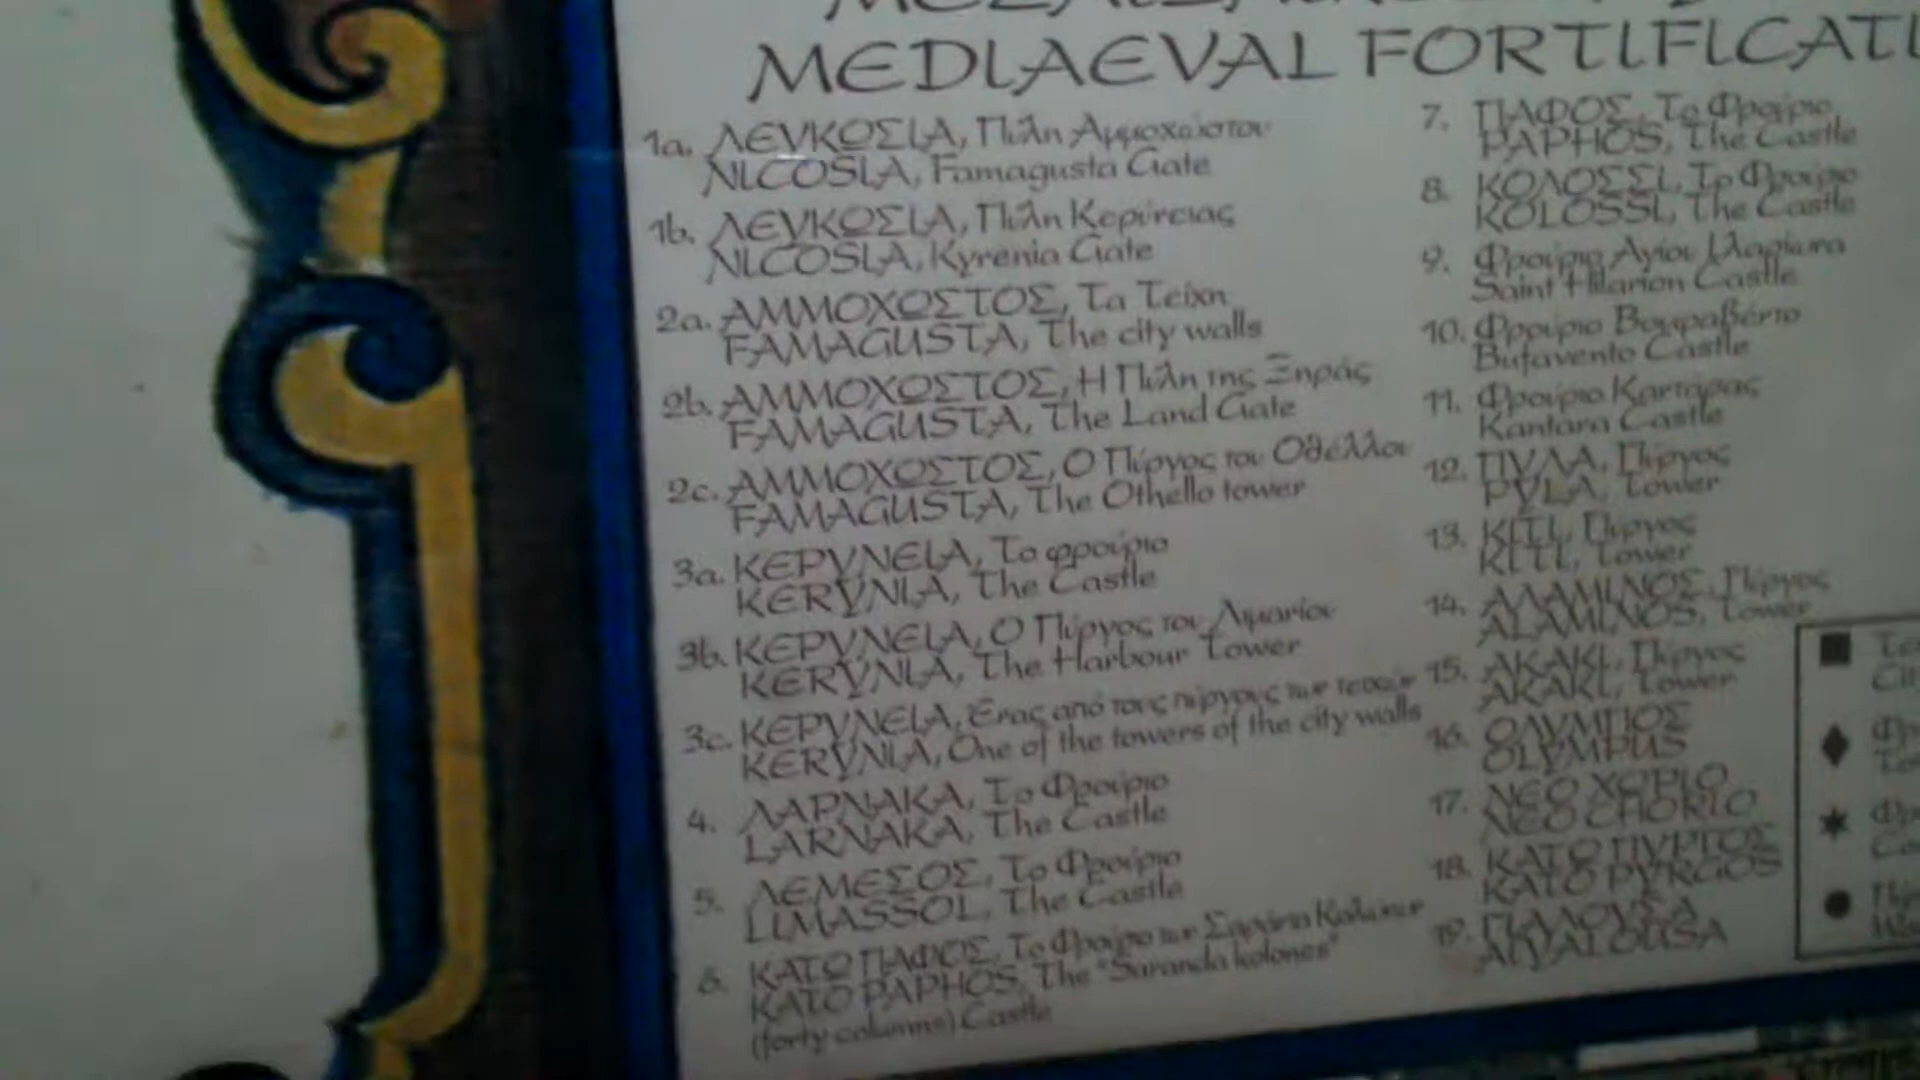 MEDIAEVAL FORTIFICATI
1a. ΛΕΥΚΩΣΙΑ, Πύλη Αμμοχώστου
NICOSIA, Famagusta Gate
1b. ΛΕΥΚΩΣΙΑ, Πύλη Κερύνειας
NICOSIA, Kyrenia Gate
2a. ΑΜΜΟΧΩΣΤΟΣ, Τα Τείχη
FAMAGUSTA, The city walls
2b. ΑΜΜΟΧΩΣΤΟΣ, Η Πύλη της Ξηράς
FAMAGUSTA, The Land Gate
2c. ΑΜΜΟΧΩΣΤΟΣ, Ο Πύργος του Οθέλλου
FAMAGUSTA, The Othello tower
3a. ΚΕΡΥΝΕΙΑ, Το φρούριο
KERYNIA, The Castle
3b. ΚΕΡΥΝΕΙΑ, Ο Πύργος του Λιμανιού
KERYNIA, The Harbour Tower
3c. ΚΕΡΥΝΕΙΑ, Ένας από τους πύργους των τειχών
KERYNIA, One of the towers of the city walls
4. ΛΑΡΝΑΚΑ, Το Φρούριο
LARNAKA, The Castle
5. ΛΕΜΕΣΟΣ, Το Φρούριο
LIMASSOL, The Castle
6. ΚΑΤΩ ΠΑΦΟΣ, Το Φρούριο των Σαράντα Κολώνων
KATO PAPHOS, The "Saranda kolones"
(forty columns) Castle
7. ΠΑΦΟΣ, Το Φρούριο
PAPHOS, The Castle
8. ΚΟΛΟΣΣΙ, Το Φρούριο
KOLOSSI, The Castle
9. Φρούριο Αγίου Ιλαρίωνα
Saint Hilarion Castle
10. Φρούριο Βουφαβέντο
Bufavento Castle
11. Φρούριο Καντάρας
Kantara Castle
12. ΠΥΛΑ, Πύργος
PYLA, Tower
13. ΚΙΤΙ, Πύργος
KITI, Tower
14. ΑΛΑΜΙΝΟΣ, Πύργος
ALAMINOS, Tower
15. ΑΚΑΚΙ, Πύργος
AKAKI, Tower
16. ΟΛΥΜΠΟΣ
OLYMPUS
17. ΝΕΟ ΧΩΡΙΟ
NEO CHORIO
18. ΚΑΤΩ ΠΥΡΓΟΣ
KATO PYRGOS
19. ΓΙΑΛΟΥΣΑ
AIYALOUSA